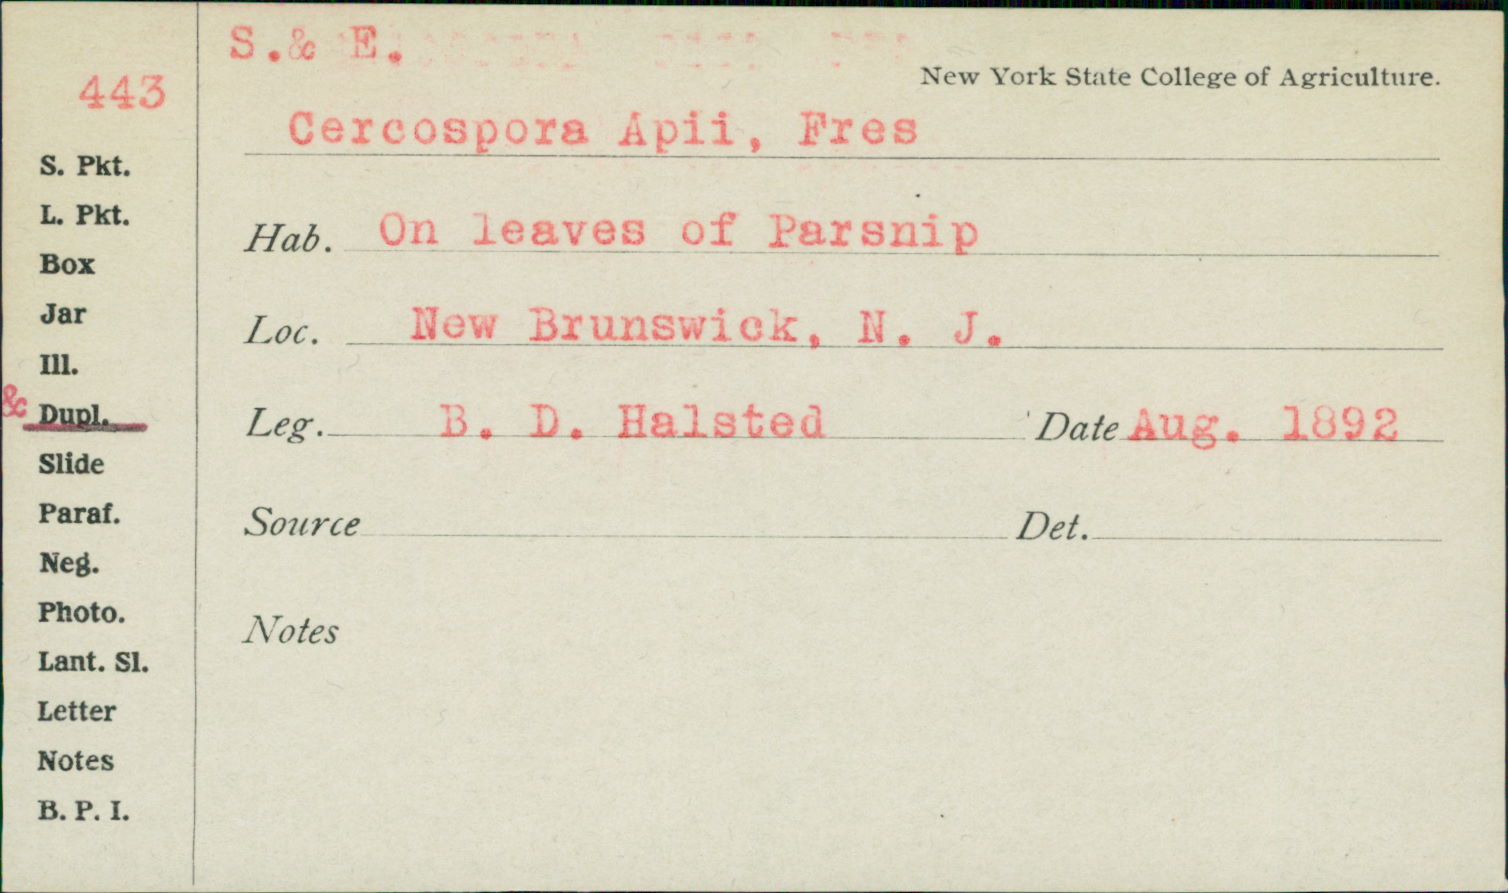 S.& E.
New York State College of Agriculture.
443
Cercospora Apii, Fres
S. Pkt.
L. Pkt.
Hab. On leaves of Parsnip
Box
Jar
Loc. New Brunswick, N. J.
Ill.
& Dupl.
Leg. B. D. Halsted Date Aug. 1892
Slide
Paraf.
Source Det.
Neg.
Photo.
Notes
Lant. Sl.
Letter
Notes
B. P. I.